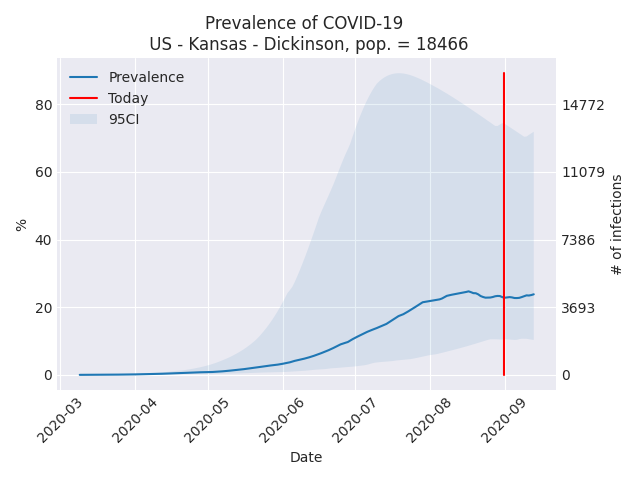 Prevalence of COVID-19
US - Kansas - Dickinson, pop. = 18466
Prevalence
Today
95CI
80
60
40
20
0
%
14772
11079
7386
3693
0
# of infections
2020-03
2020-04
2020-05
2020-06
2020-07
2020-08
2020-09
Date